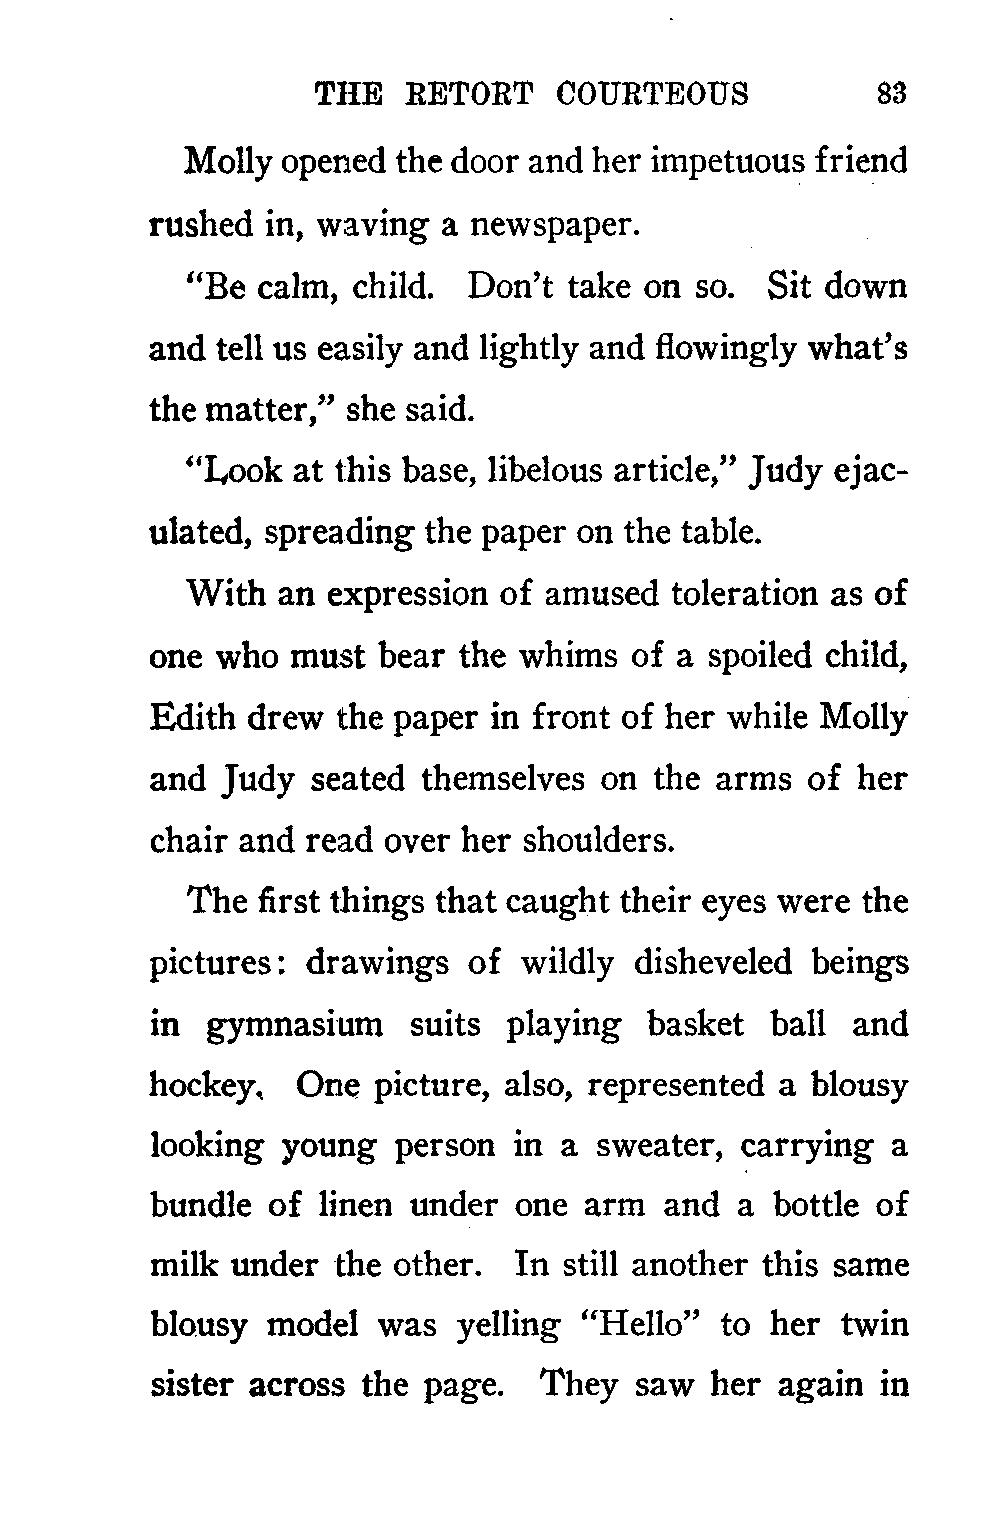 THE RETORT COURTEOUS 83
Molly opened the door and her impetuous friend
rushed in, waving a newspaper.
“Be calm, child. Don’t take on so. Sit down
and tell us easily and lightly and flowingly what’s
the matter,” she said.
“Look at this base, libelous article,” Judy ejac-
ulated, spreading the paper on the table.
With an expression of amused toleration as of
one who must bear the whims of a spoiled child,
Edith drew the paper in front of her while Molly
and Judy seated themselves on the arms of her
chair and read over her shoulders.
The first things that caught their eyes were the
pictures: drawings of wildly disheveled beings
in gymnasium suits playing basket ball and
hockey. One picture, also, represented a blousy
looking young person in a sweater, carrying a
bundle of linen under one arm and a bottle of
milk under the other. In still another this same
blousy model was yelling “Hello” to her twin
sister across the page. They saw her again in